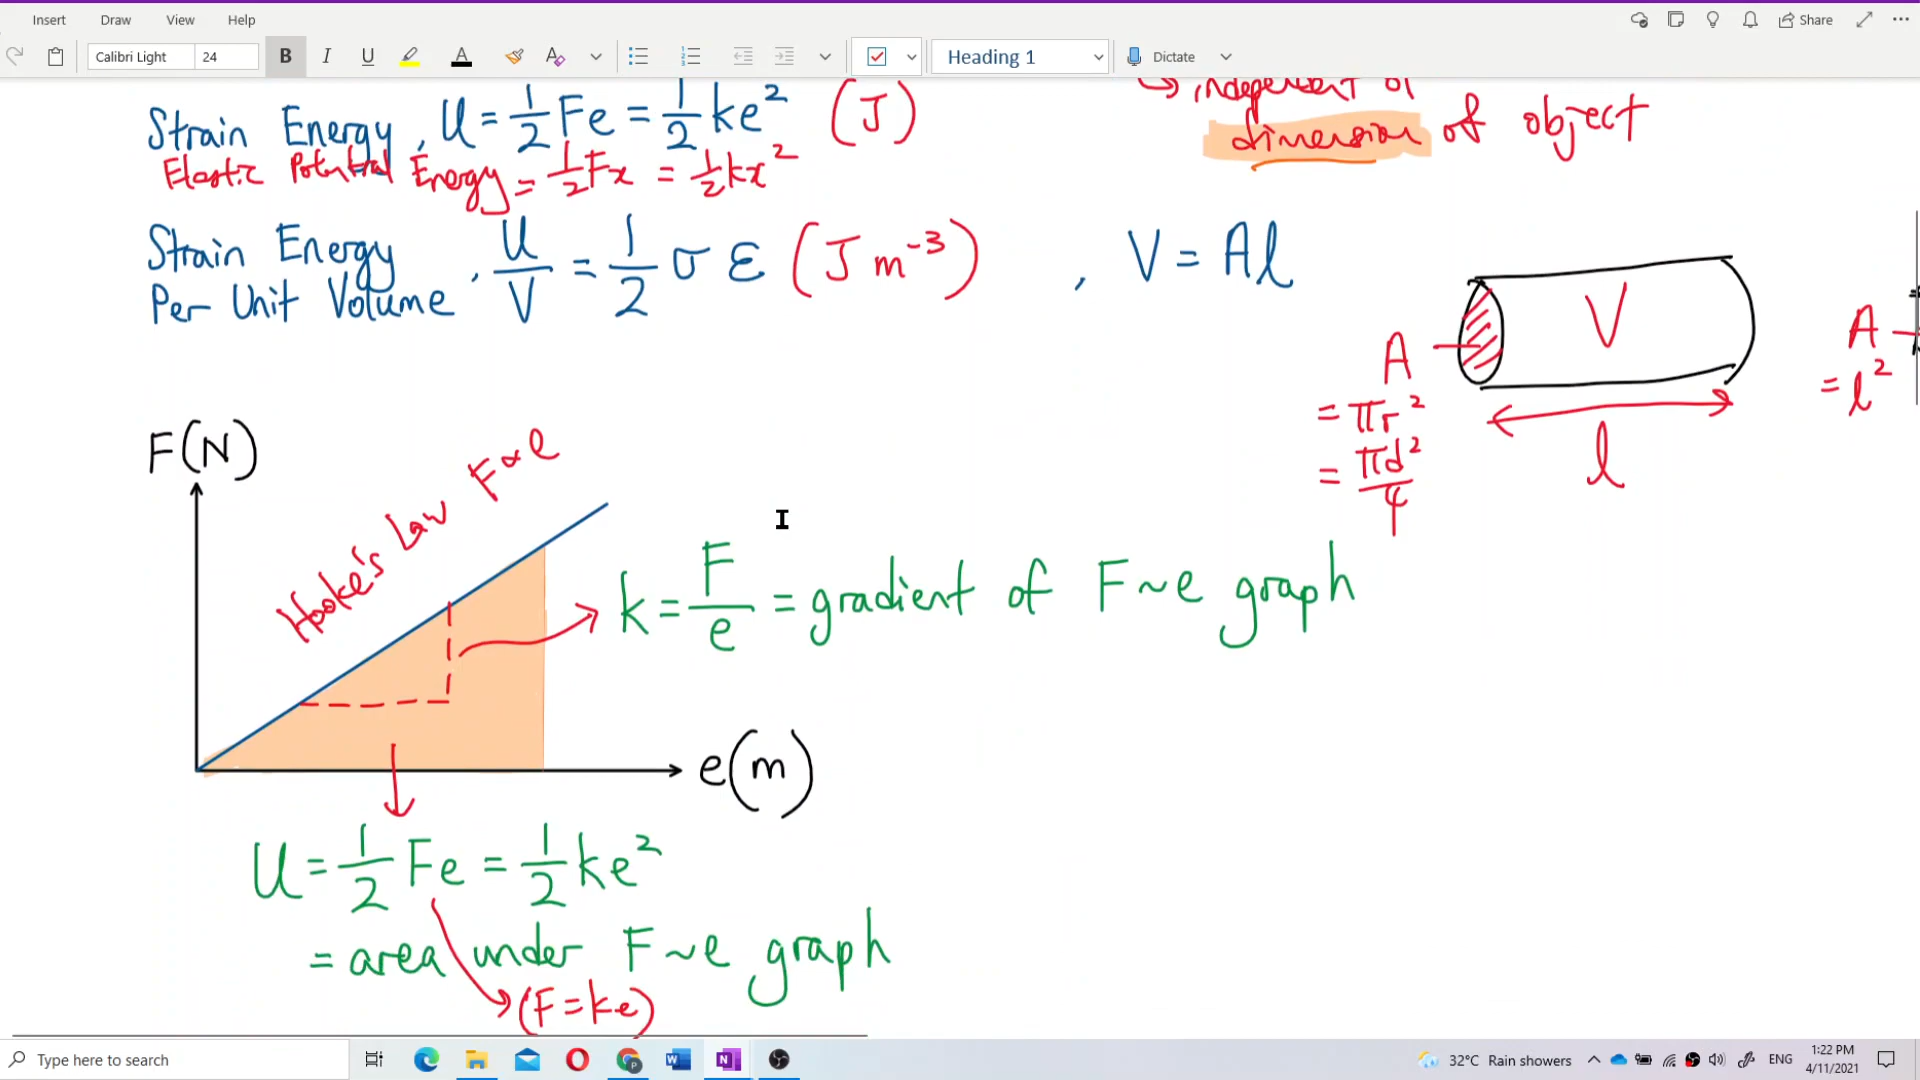 Insert Draw View Help
Share
Calibri Light 24 B I U A Heading 1 Dictate
↳ independent of
dimension of object
Strain Energy, U = 1/2 Fe = 1/2 ke² (J)
Elastic Potential Energy = 1/2 Fx = 1/2 kx²
Strain Energy
Per Unit Volume, U/V = 1/2 σ ε (J m⁻³) , V = Al
V
A
= πr²
= πd²/4
l
A
= l²
F(N)
Hooke's Law F ∝ e
k = F/e = gradient of F ~ e graph
e(m)
U = 1/2 Fe = 1/2 ke²
= area under F ~ e graph
(F = ke)
Type here to search
32°C Rain showers
ENG
1:22 PM
4/11/2021